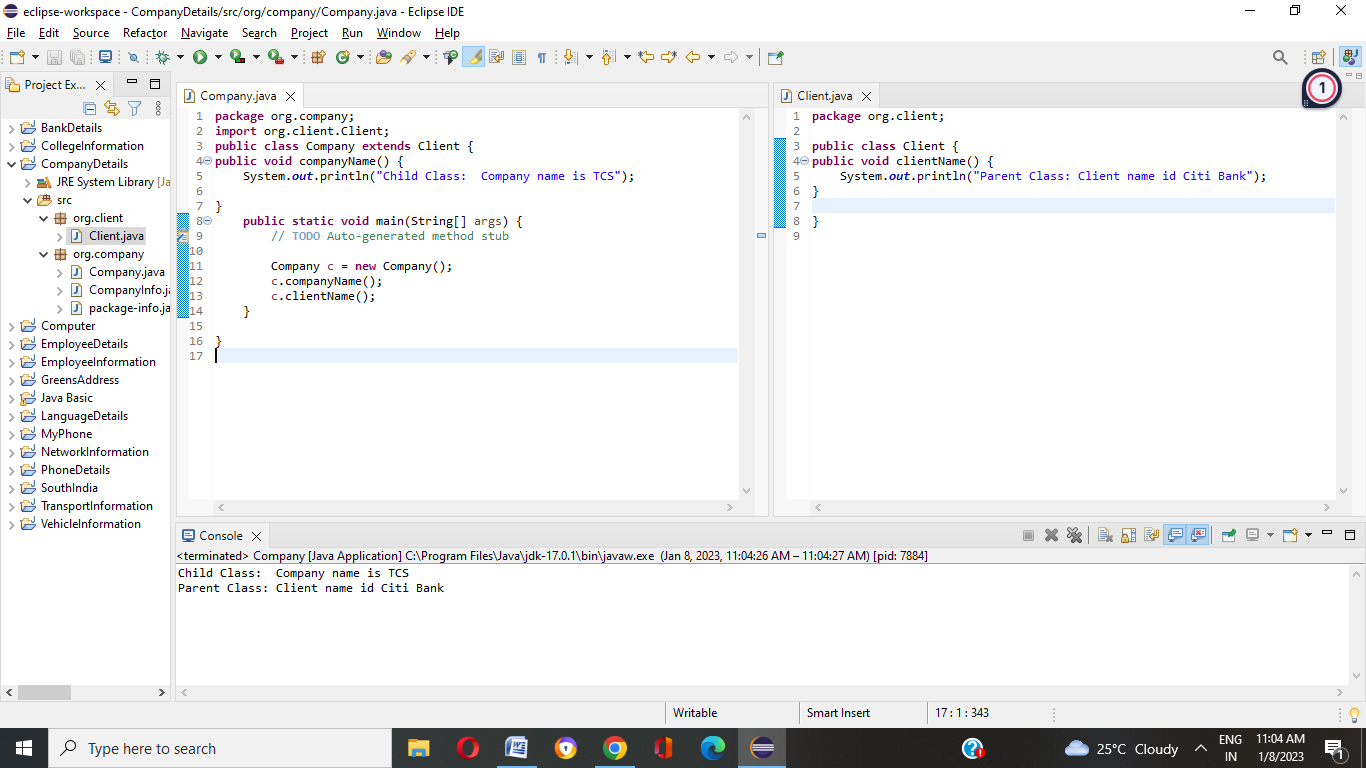 eclipse-workspace - CompanyDetails/src/org/company/Company.java - Eclipse IDE
File Edit Source Refactor Navigate Search Project Run Window Help
Project Ex...
BankDetails
CollegeInformation
CompanyDetails
JRE System Library [Ja
src
org.client
Client.java
org.company
Company.java
CompanyInfo.ja
package-info.ja
Computer
EmployeeDetails
EmployeeInformation
GreensAddress
Java Basic
LanguageDetails
MyPhone
NetworkInformation
PhoneDetails
SouthIndia
TransportInformation
VehicleInformation
Company.java
1 package org.company;
2 import org.client.Client;
3 public class Company extends Client {
4 public void companyName() {
5 System.out.println("Child Class:  Company name is TCS");
6
7 }
8 public static void main(String[] args) {
9 // TODO Auto-generated method stub
10
11 Company c = new Company();
12 c.companyName();
13 c.clientName();
14 }
15
16 }
17
Client.java
1
1 package org.client;
2
3 public class Client {
4 public void clientName() {
5 System.out.println("Parent Class: Client name id Citi Bank");
6 }
7
8 }
9
Console
<terminated> Company [Java Application] C:\Program Files\Java\jdk-17.0.1\bin\javaw.exe (Jan 8, 2023, 11:04:26 AM – 11:04:27 AM) [pid: 7884]
Child Class:  Company name is TCS
Parent Class: Client name id Citi Bank
Writable Smart Insert 17 : 1 : 343
Type here to search
25°C Cloudy
ENG
IN
11:04 AM
1/8/2023
1